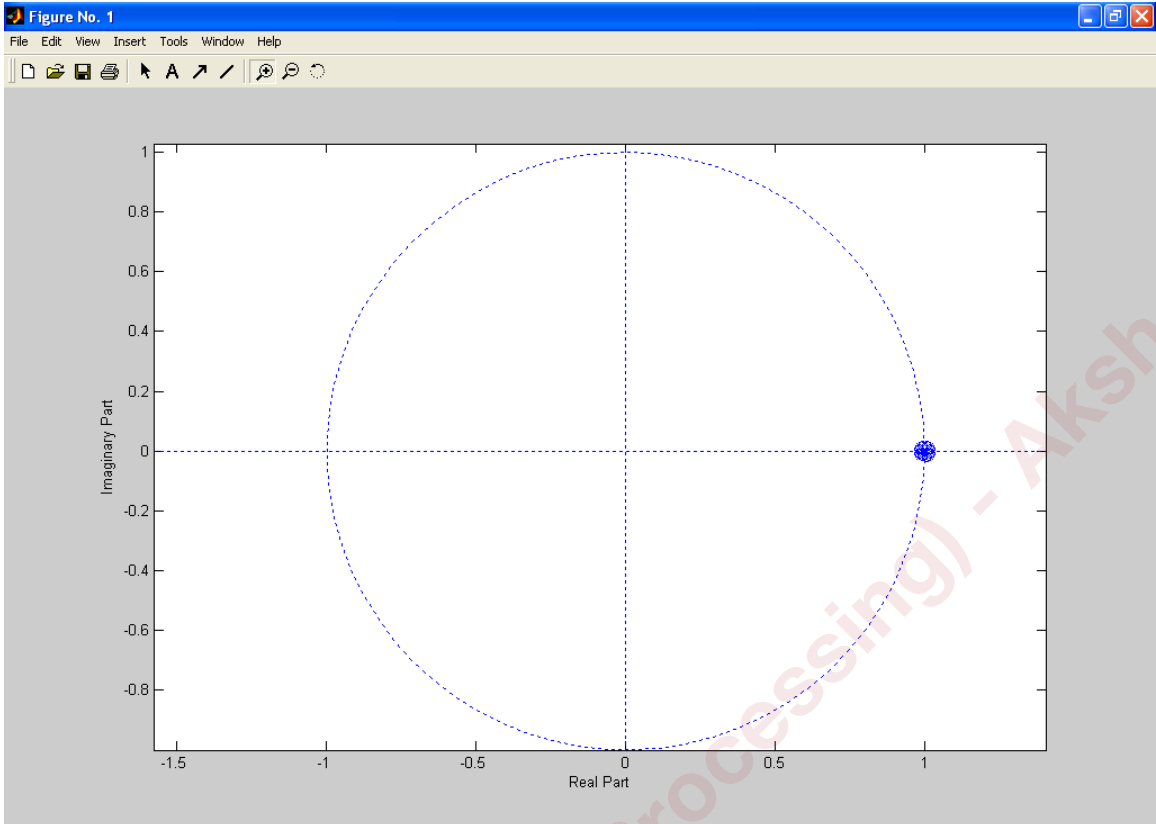 Figure No. 1
File Edit View Insert Tools Window Help
A
1
0.8
0.6
0.4
0.2
0
-0.2
-0.4
-0.6
-0.8
Imaginary Part
-1.5 -1 -0.5 0 0.5 1
Real Part
rocessing) - Aksh